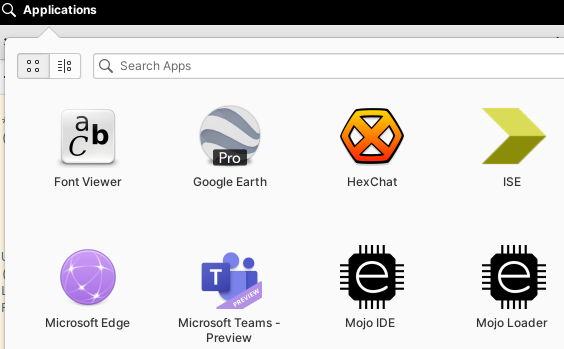 Applications
Search Apps
a b c
Pro
Font Viewer
Google Earth
HexChat
ISE
T
PREVIEW
e
e
Microsoft Edge
Microsoft Teams -
Preview
Mojo IDE
Mojo Loader